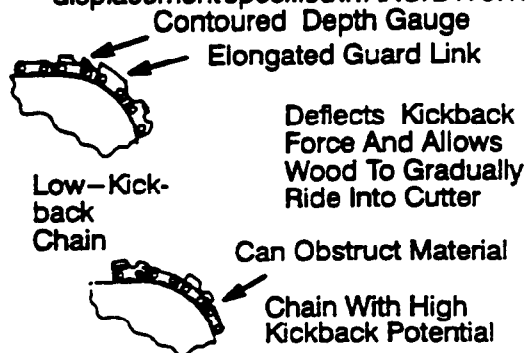 Contoured Depth Gauge
Elongated Guard Link
Deflects Kickback
Force And Allows
Wood To Gradually
Ride Into Cutter
Low-Kick-
back
Chain
Can Obstruct Material
Chain With High
Kickback Potential